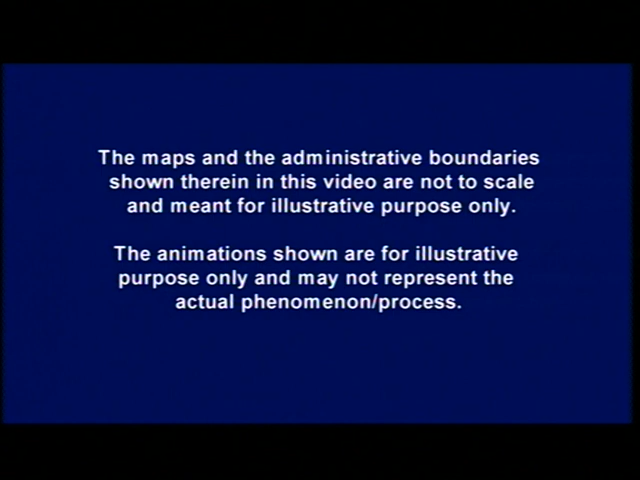 The maps and the administrative boundaries
shown therein in this video are not to scale
and meant for illustrative purpose only.
The animations shown are for illustrative
purpose only and may not represent the
actual phenomenon/process.